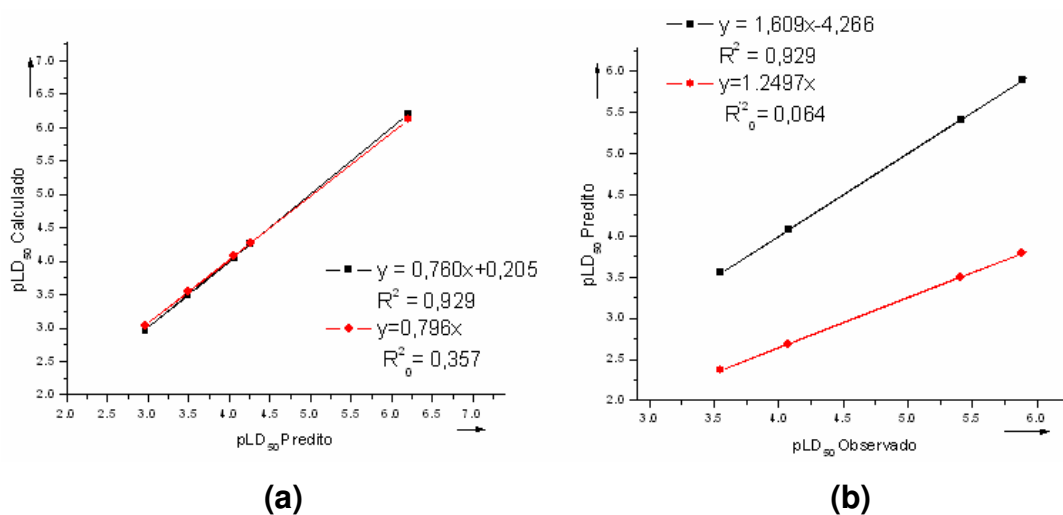 7.0
6.5
6.0
5.5
5.0
4.5
4.0
3.5
3.0
2.5
2.0
pLD50 Calculado
y = 0,760x+0,205
R2 = 0,929
y=0,796x
R20 = 0,357
2.0 2.5 3.0 3.5 4.0 4.5 5.0 5.5 6.0 6.5 7.0
pLD50 Predito
(a)
y = 1,609x-4,266
R2 = 0,929
y=1.2497x
R'20 = 0,064
6.0
5.5
5.0
4.5
4.0
3.5
3.0
2.5
2.0
pLD50 Predito
3.0 3.5 4.0 4.5 5.0 5.5 6.0
pLD50 Observado
(b)